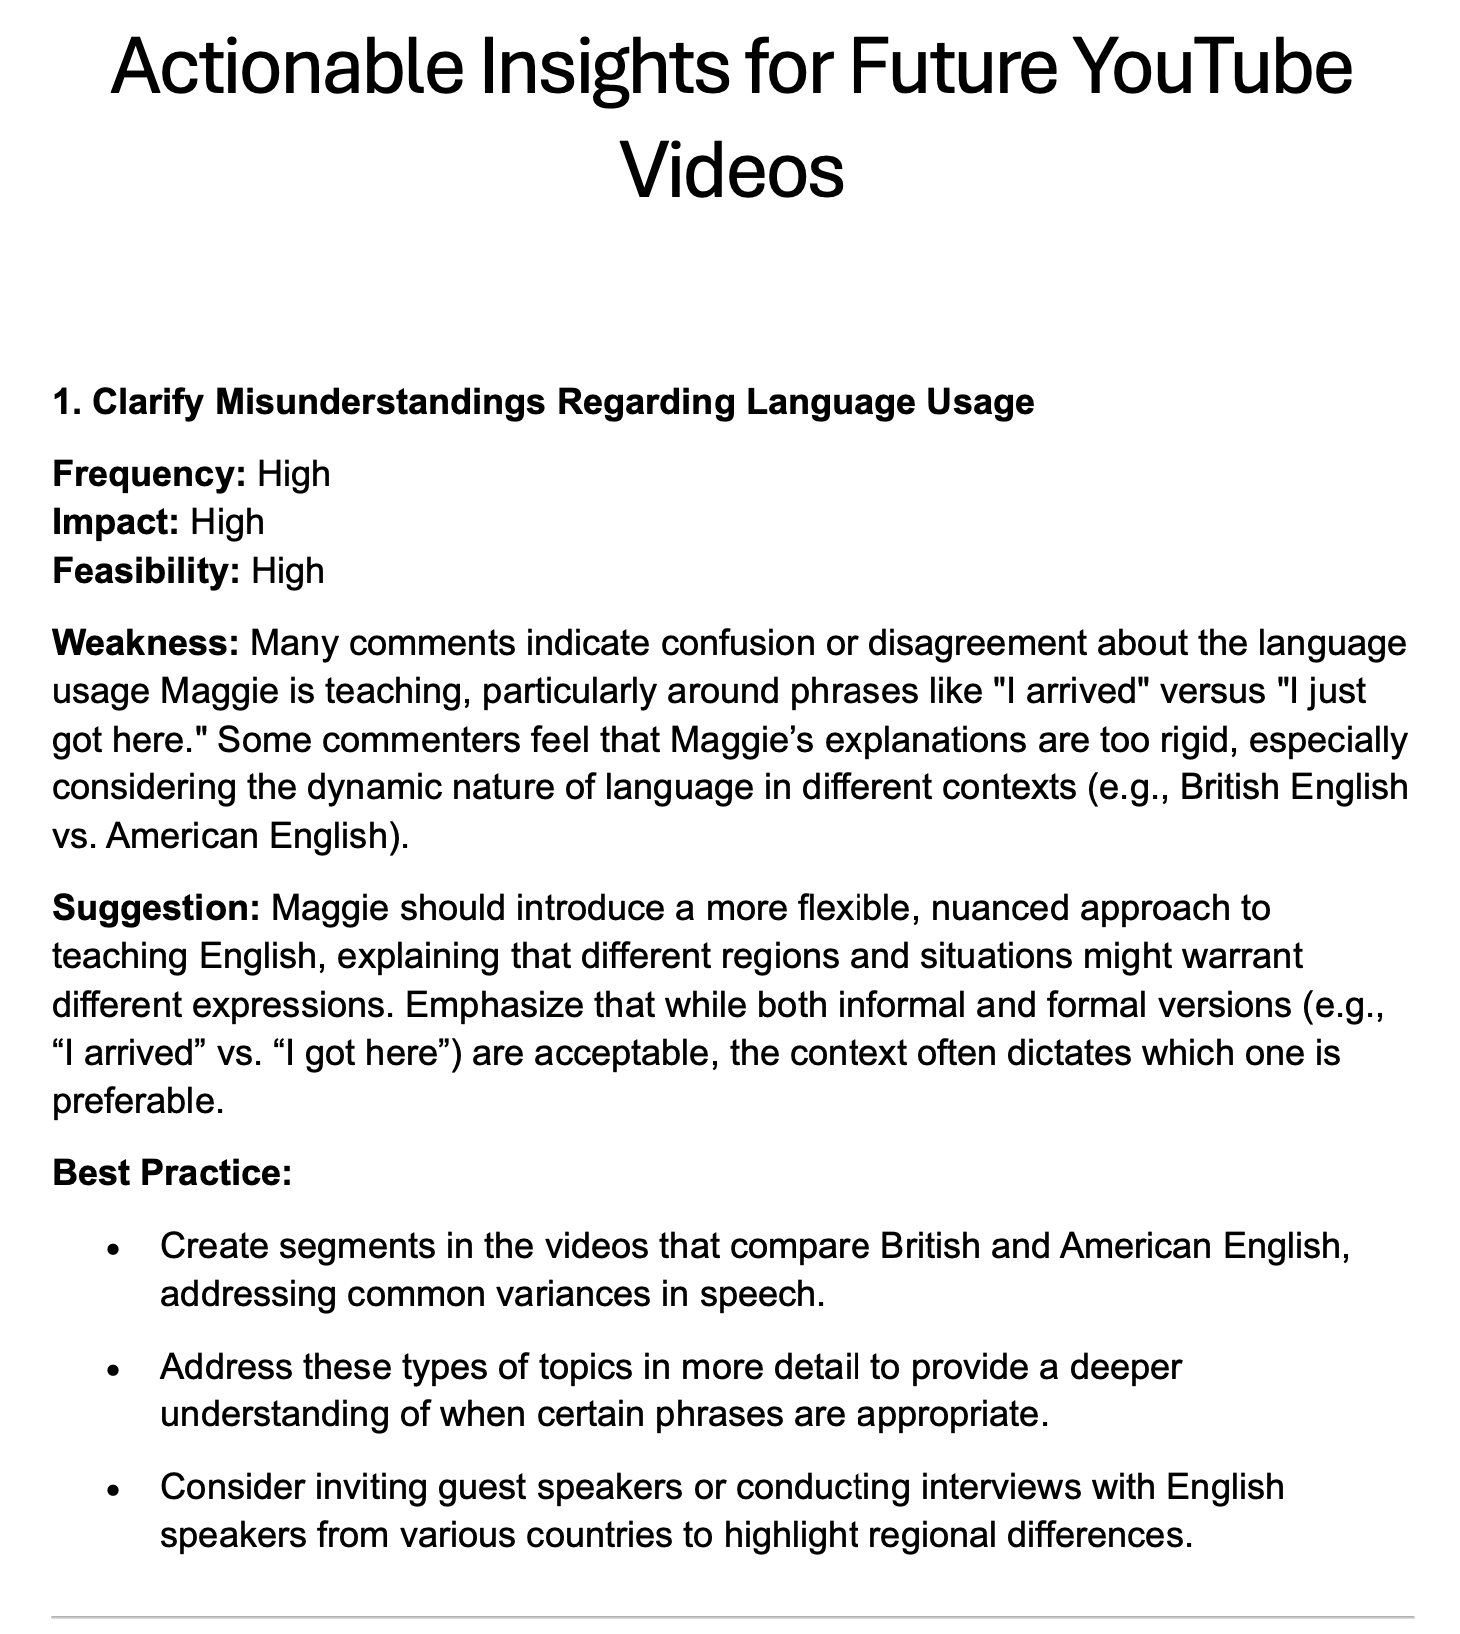 Actionable Insights for Future YouTube
Videos
1. Clarify Misunderstandings Regarding Language Usage
Frequency: High
Impact: High
Feasibility: High
Weakness: Many comments indicate confusion or disagreement about the language
usage Maggie is teaching, particularly around phrases like "I arrived" versus "I just
got here." Some commenters feel that Maggie’s explanations are too rigid, especially
considering the dynamic nature of language in different contexts (e.g., British English
vs. American English).
Suggestion: Maggie should introduce a more flexible, nuanced approach to
teaching English, explaining that different regions and situations might warrant
different expressions. Emphasize that while both informal and formal versions (e.g.,
“I arrived” vs. “I got here”) are acceptable, the context often dictates which one is
preferable.
Best Practice:
• Create segments in the videos that compare British and American English,
addressing common variances in speech.
• Address these types of topics in more detail to provide a deeper
understanding of when certain phrases are appropriate.
• Consider inviting guest speakers or conducting interviews with English
speakers from various countries to highlight regional differences.